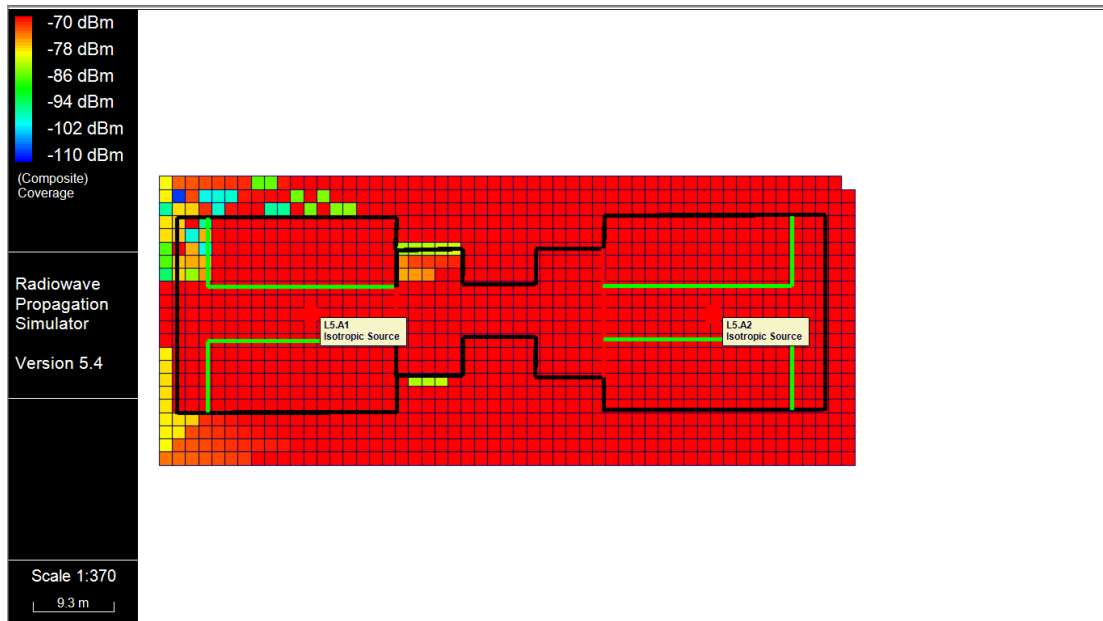 -70 dBm
-78 dBm
-86 dBm
-94 dBm
-102 dBm
-110 dBm
(Composite)
Coverage
Radiowave
Propagation
Simulator
Version 5.4
Scale 1:370
9.3 m
L5.A1
Isotropic Source
L5.A2
Isotropic Source